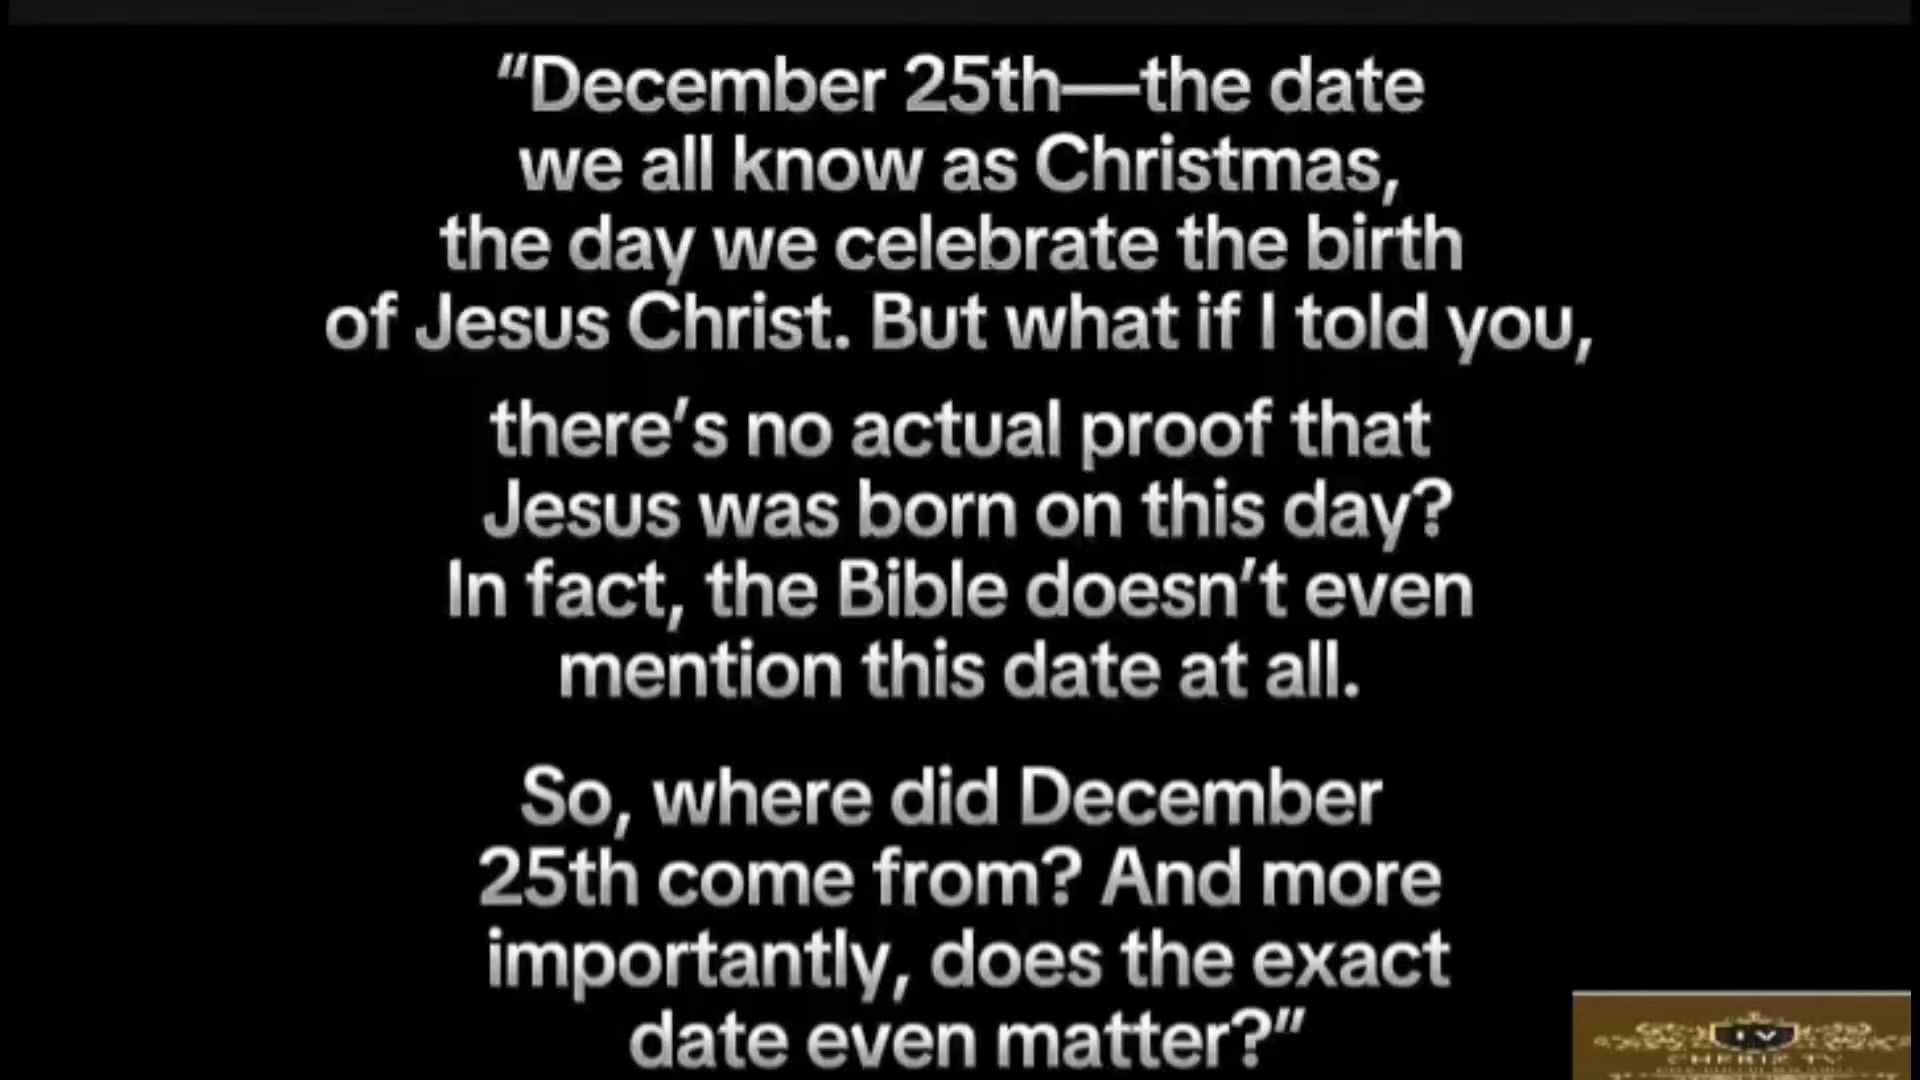 “December 25th—the date
we all know as Christmas,
the day we celebrate the birth
of Jesus Christ. But what if I told you,
there’s no actual proof that
Jesus was born on this day?
In fact, the Bible doesn’t even
mention this date at all.
So, where did December
25th come from? And more
importantly, does the exact
date even matter?”
TV